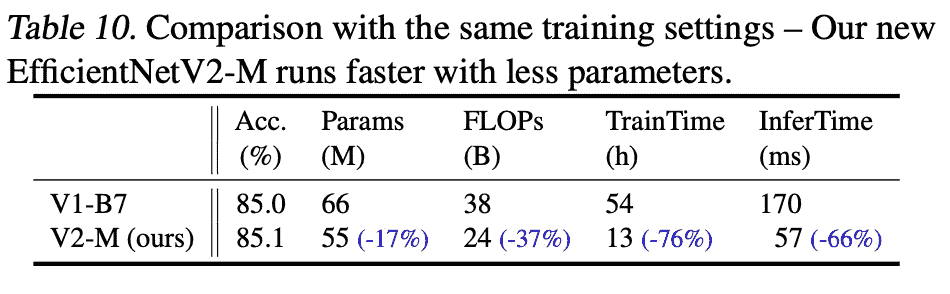 Table 10. Comparison with the same training settings – Our new
EfficientNetV2-M runs faster with less parameters.
Acc. Params FLOPs TrainTime InferTime
(%) (M) (B) (h) (ms)
V1-B7 85.0 66 38 54 170
V2-M (ours) 85.1 55 (-17%) 24 (-37%) 13 (-76%) 57 (-66%)